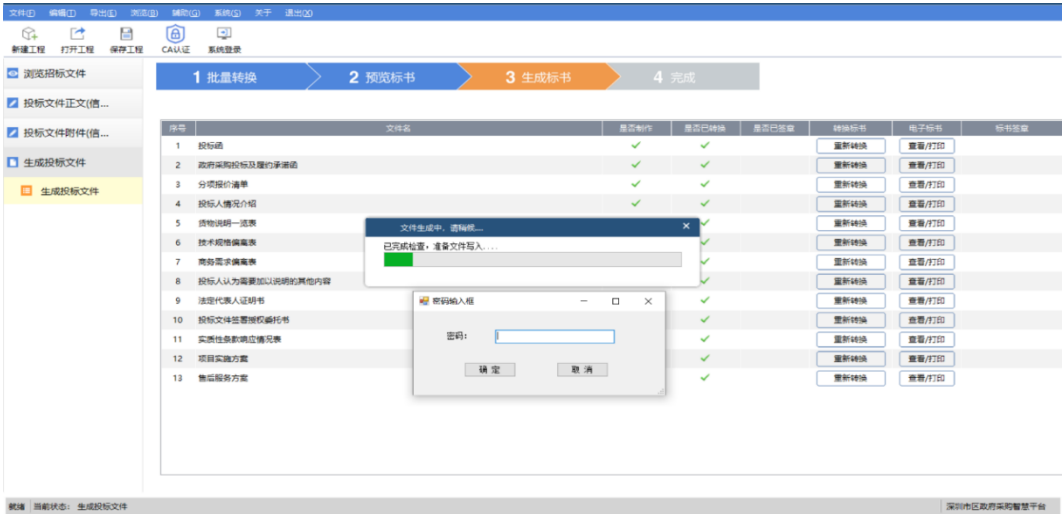 文件(F) 编辑(T) 导出(E) 浏览(B) 辅助(G) 系统(S) 关于 退出(X)
新建工程 打开工程 保存工程 CA认证 系统登录
浏览招标文件
投标文件正文(信...
投标文件附件(信...
生成投标文件
生成投标文件
1 批量转换 2 预览标书 3 生成标书 4 完成
序号 文件名 是否制作 是否已转换 是否已签章 转换标书 电子标书 标书签章
1 投标函 重新转换 查看/打印
2 政府采购投标及履约承诺函 重新转换 查看/打印
3 分项报价清单 重新转换 查看/打印
4 投标人情况介绍 重新转换 查看/打印
5 货物说明一览表 重新转换 查看/打印
6 技术规格偏离表 重新转换 查看/打印
7 商务需求偏离表 重新转换 查看/打印
8 投标人认为需要加以说明的其他内容 重新转换 查看/打印
9 法定代表人证明书 重新转换 查看/打印
10 投标文件签署授权委托书 重新转换 查看/打印
11 实质性条款响应情况表 重新转换 查看/打印
12 项目实施方案 重新转换 查看/打印
13 售后服务方案 重新转换 查看/打印
文件生成中，请稍候...
已完成检查，准备文件写入....
密码输入框
密码:
确定 取消
就绪 当前状态: 生成投标文件 深圳市区政府采购智慧平台